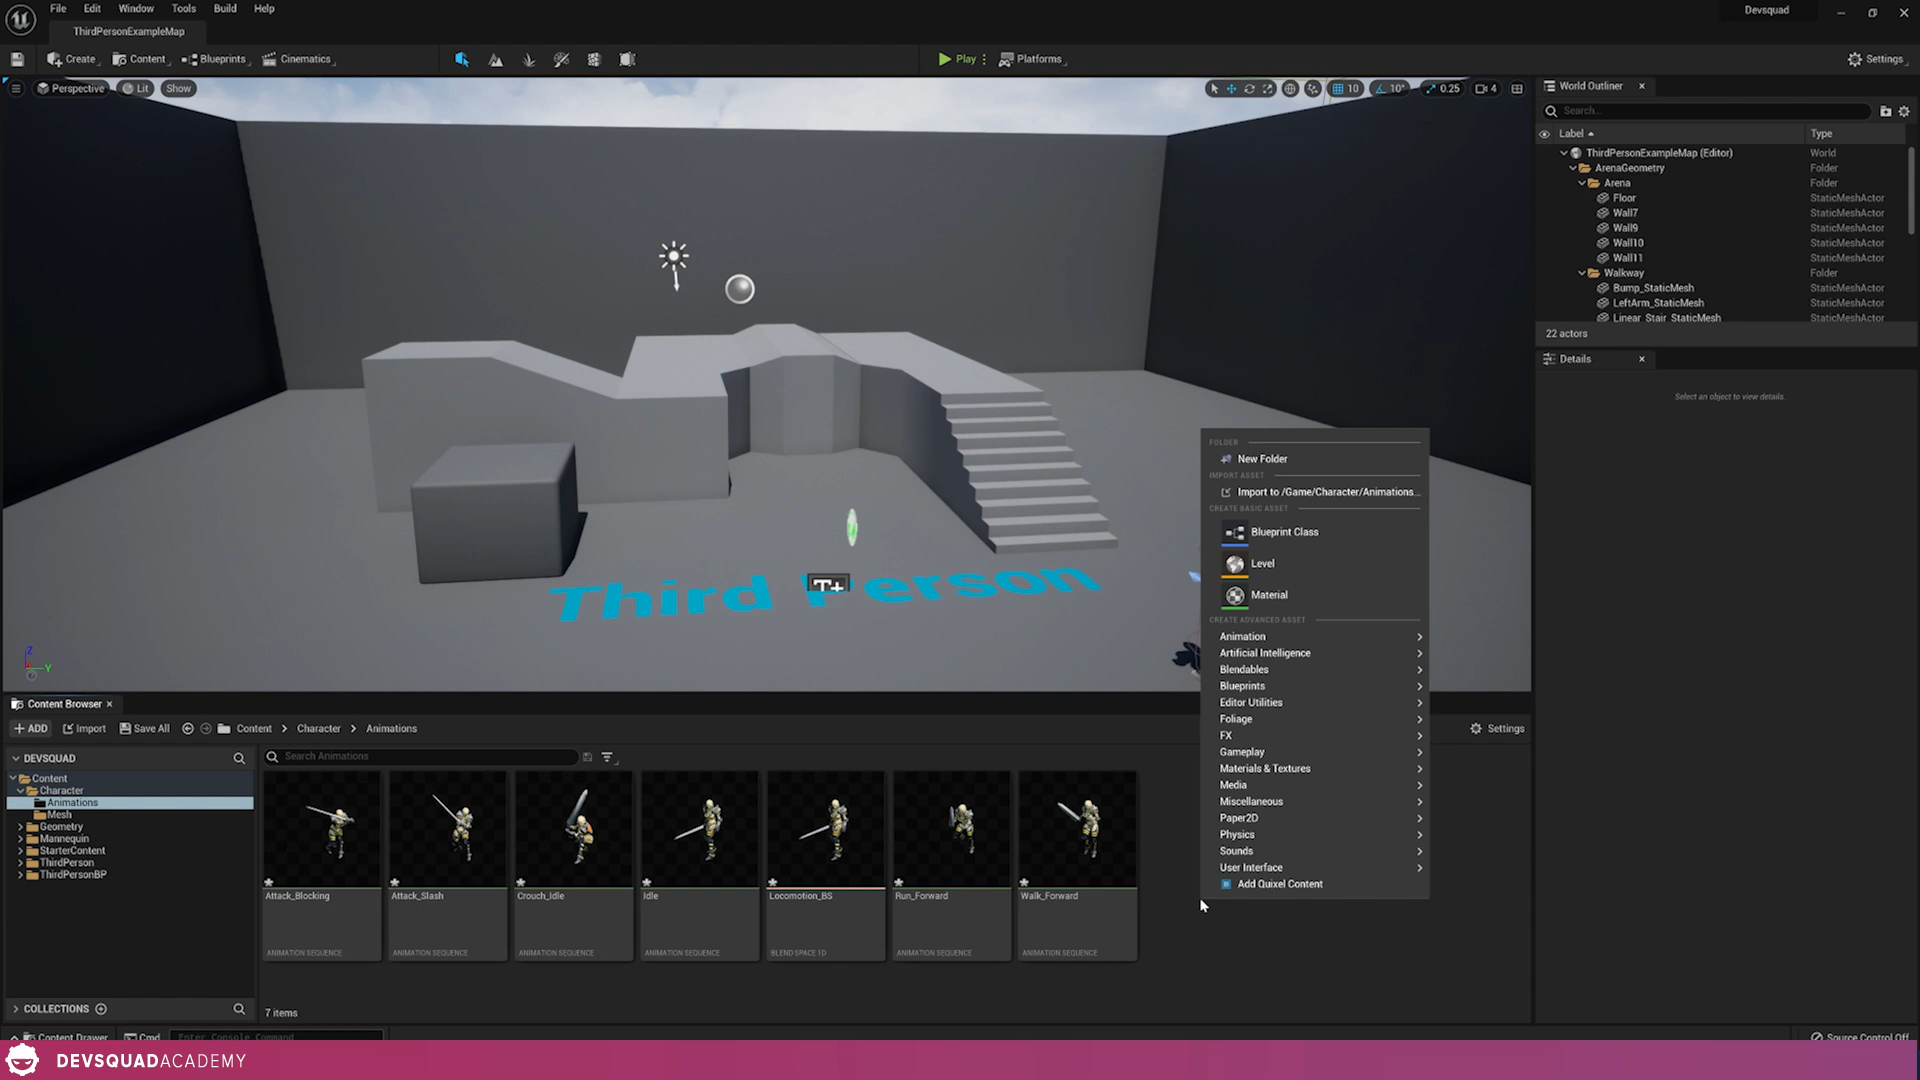 File Edit Window Tools Build Help
Devsquad
ThirdPersonExampleMap
Create Content Blueprints Cinematics Play Platforms Settings
Perspective Lit Show
10 10° 0.25 4
World Outliner
Search...
Label Type
ThirdPersonExampleMap (Editor) World
ArenaGeometry Folder
Arena Folder
Floor StaticMeshActor
Wall7 StaticMeshActor
Wall9 StaticMeshActor
Wall10 StaticMeshActor
Wall11 StaticMeshActor
Walkway Folder
Bump_StaticMesh StaticMeshActor
LeftArm_StaticMesh StaticMeshActor
Linear_Stair_StaticMesh StaticMeshActor
22 actors
Details
Select an object to view details.
Third Person
T+
Z
Y
FOLDER
New Folder
IMPORT ASSET
Import to /Game/Character/Animations...
CREATE BASIC ASSET
Blueprint Class
Level
Material
CREATE ADVANCED ASSET
Animation
Artificial Intelligence
Blendables
Blueprints
Editor Utilities
Foliage
FX
Gameplay
Materials & Textures
Media
Miscellaneous
Paper2D
Physics
Sounds
User Interface
Add Quixel Content
Content Browser
ADD Import Save All Content Character Animations Settings
DEVSQUAD
Search Animations
Content
Character
Animations
Mesh
Geometry
Mannequin
StarterContent
ThirdPerson
ThirdPersonBP
Attack_Blocking Attack_Slash Crouch_Idle Idle Locomotion_BS Run_Forward Walk_Forward
ANIMATION SEQUENCE ANIMATION SEQUENCE ANIMATION SEQUENCE ANIMATION SEQUENCE BLEND SPACE 1D ANIMATION SEQUENCE ANIMATION SEQUENCE
COLLECTIONS
7 items
Content Drawer Cmd Enter Console Command Source Control Off
DEVSQUADACADEMY